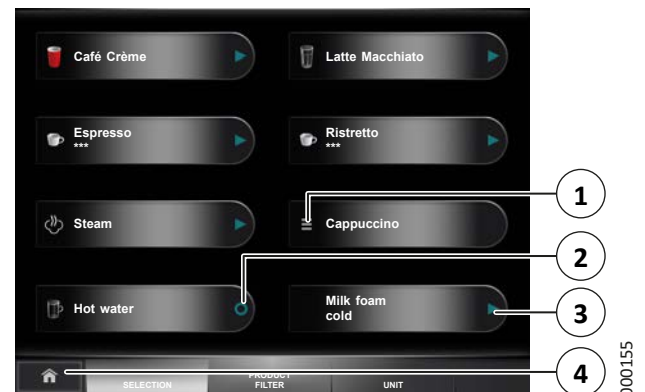 Café Crème
Latte Macchiato
Espresso
***
Ristretto
***
Steam
Cappuccino
1
Hot water
2
Milk foam
cold
3
SELECTION
PRODUCT
FILTER
UNIT
4
000155